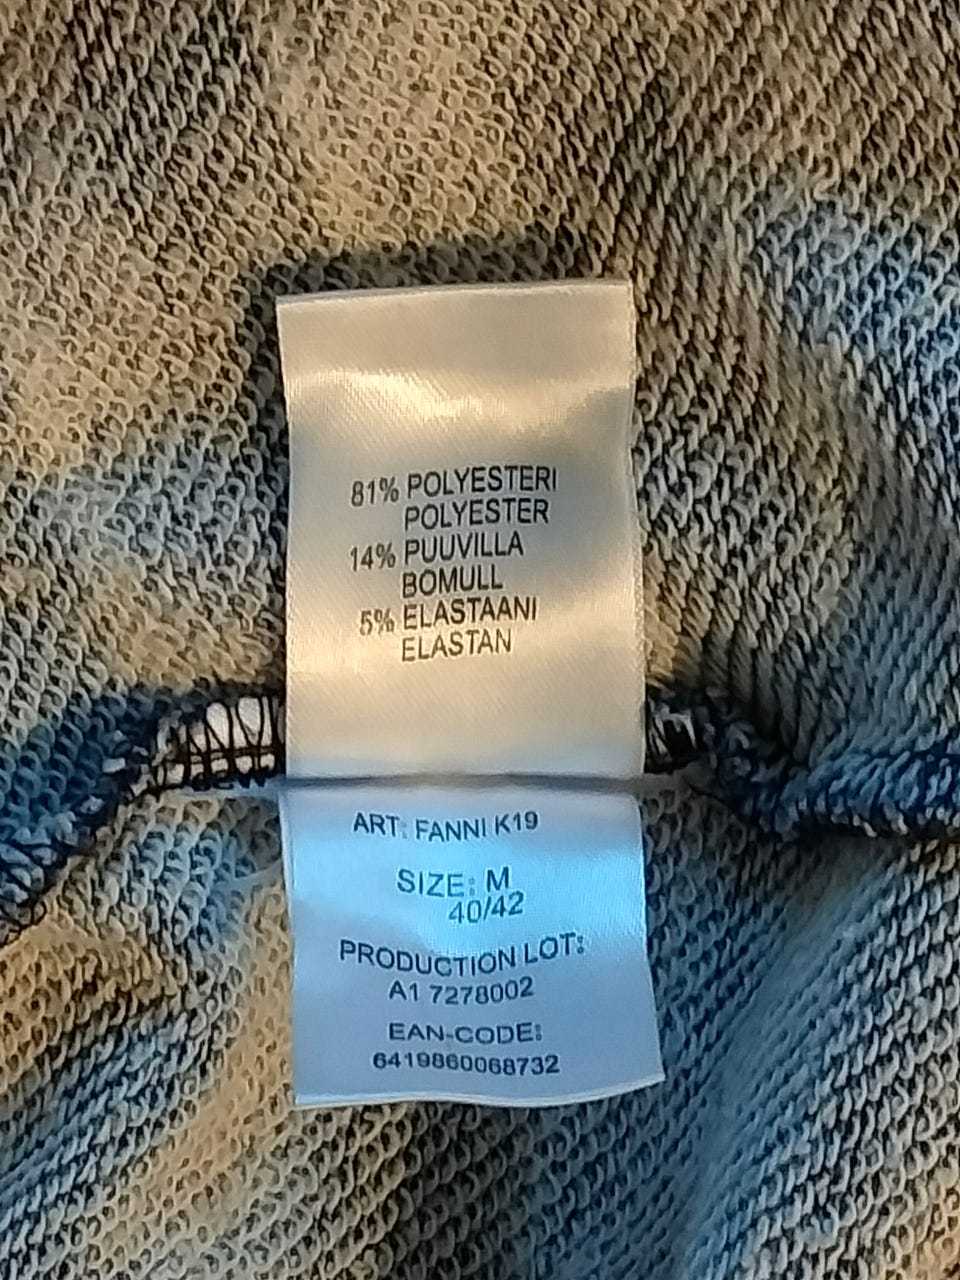 81% POLYESTERI
POLYESTER
14% PUUVILLA
BOMULL
5% ELASTAANI
ELASTAN
ART: FANNI K19
SIZE: M
40/42
PRODUCTION LOT:
A1 7278002
EAN-CODE:
6419860068732